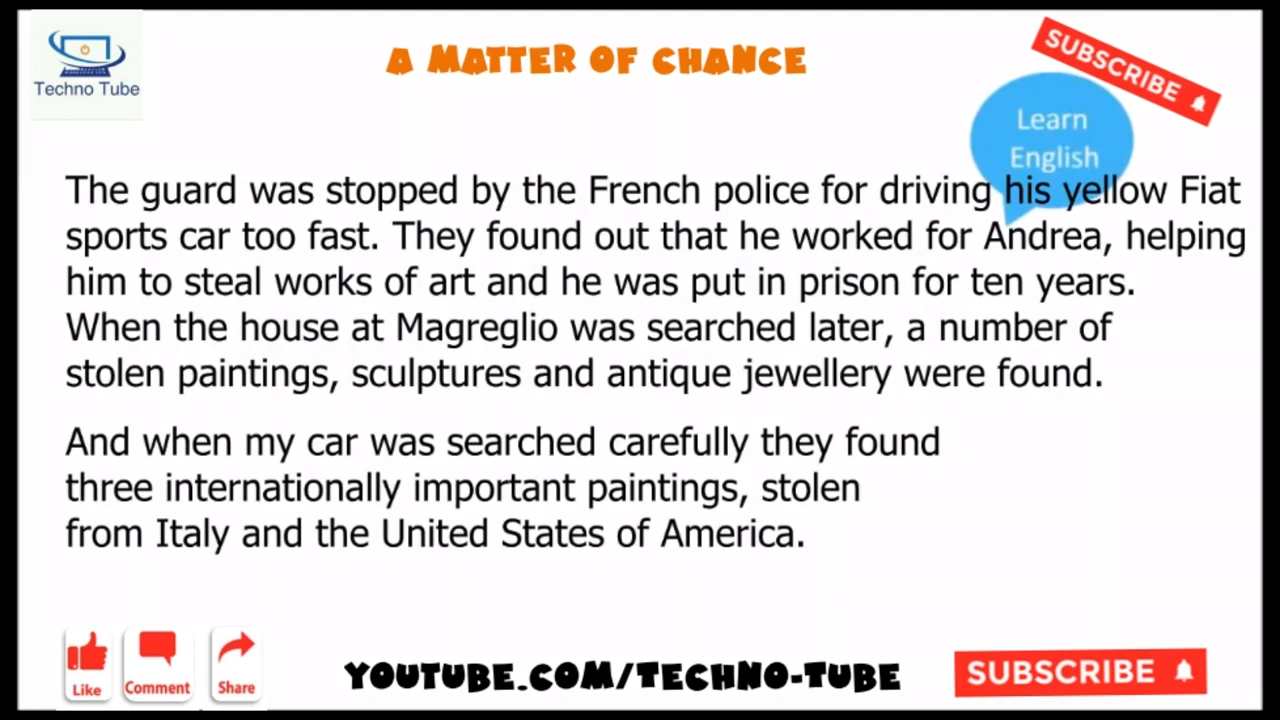 Techno Tube
A MATTER OF CHANCE
SUBSCRIBE
Learn
English
The guard was stopped by the French police for driving his yellow Fiat
sports car too fast. They found out that he worked for Andrea, helping
him to steal works of art and he was put in prison for ten years.
When the house at Magreglio was searched later, a number of
stolen paintings, sculptures and antique jewellery were found.
And when my car was searched carefully they found
three internationally important paintings, stolen
from Italy and the United States of America.
Like
Comment
Share
YOUTUBE.COM/TECHNO-TUBE
SUBSCRIBE